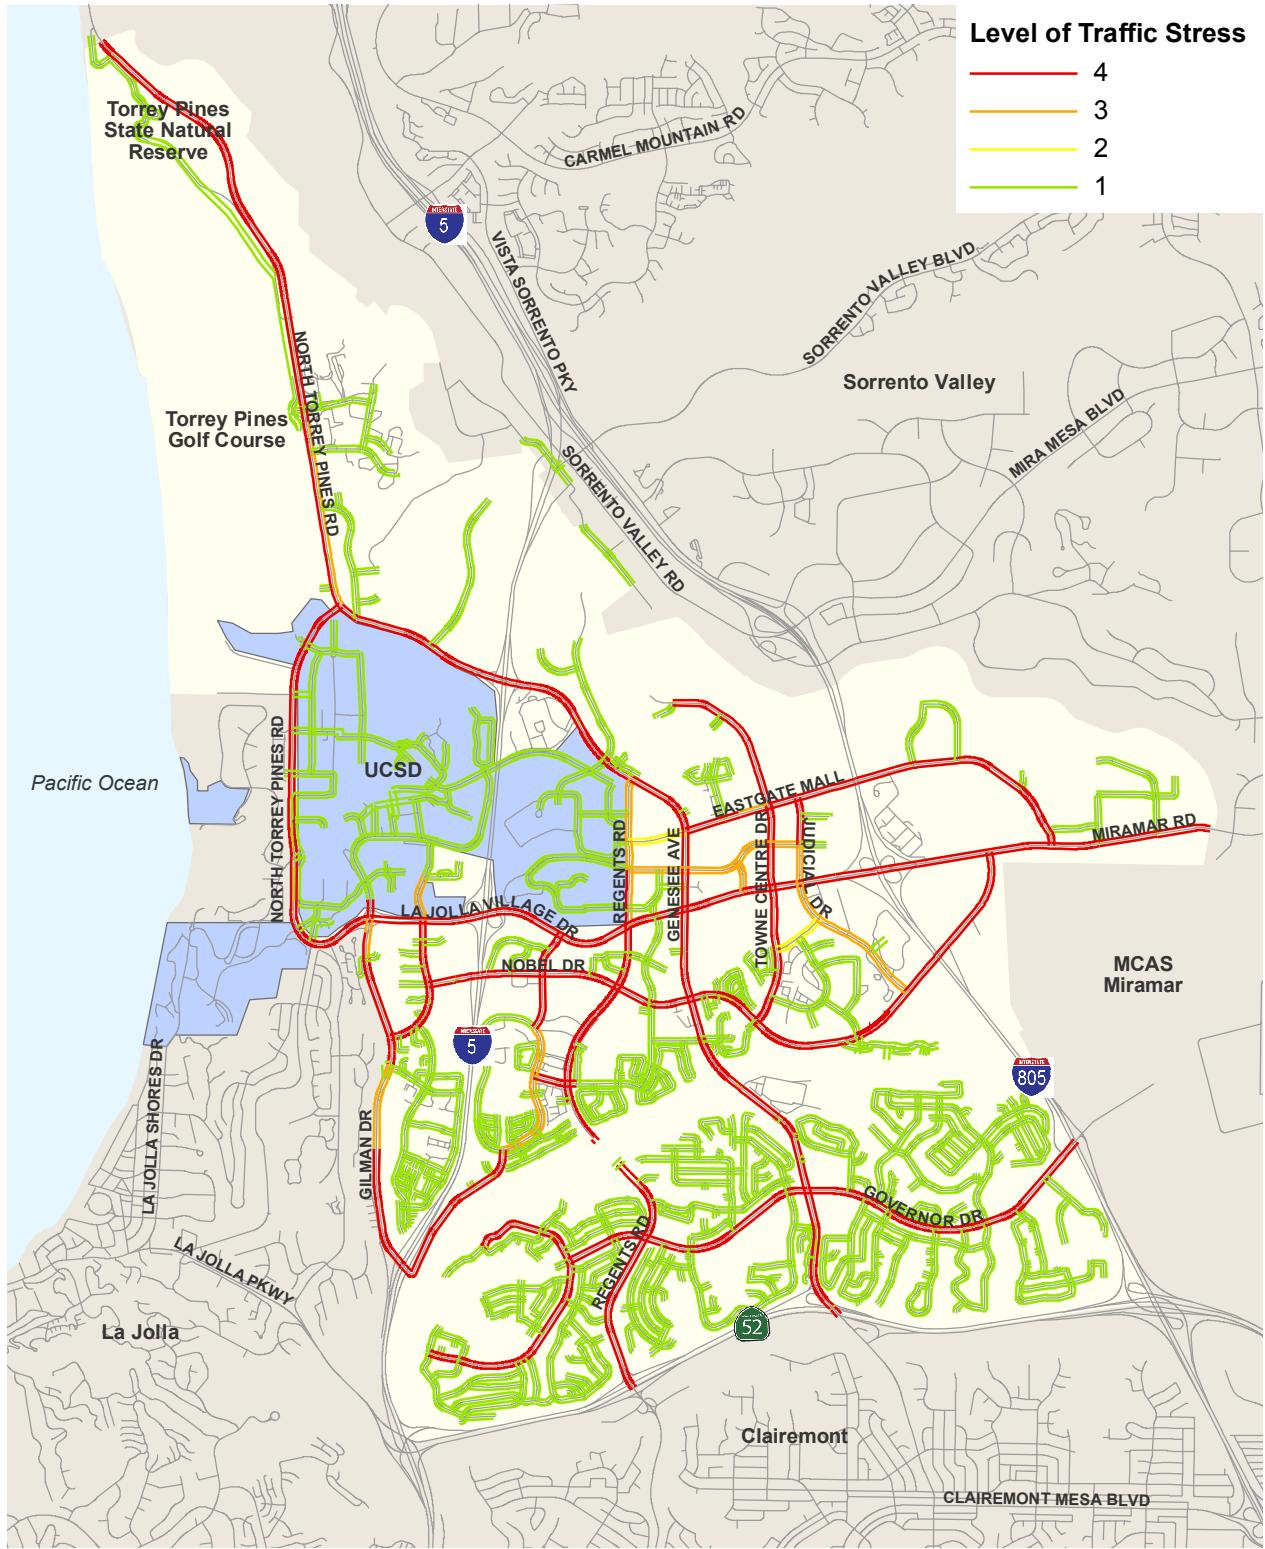 Level of Traffic Stress
4
3
2
1
Torrey Pines
State Natural
Reserve
CARMEL MOUNTAIN RD
INTERSTATE
5
VISTA SORRENTO PKY
SORRENTO VALLEY BLVD
Sorrento Valley
MIRA MESA BLVD
NORTH TORREY PINES RD
Torrey Pines
Golf Course
SORRENTO VALLEY RD
NORTH TORREY PINES RD
UCSD
Pacific Ocean
EASTGATE MALL
MIRAMAR RD
REGENTS RD
GENESEE AVE
TOWNE CENTRE DR
JUDICIAL DR
LA JOLLA VILLAGE DR
NOBEL DR
MCAS
Miramar
INTERSTATE
5
INTERSTATE
805
LA JOLLA SHORES DR
GILMAN DR
GOVERNOR DR
REGENTS RD
LA JOLLA PKWY
La Jolla
52
Clairemont
CLAIREMONT MESA BLVD